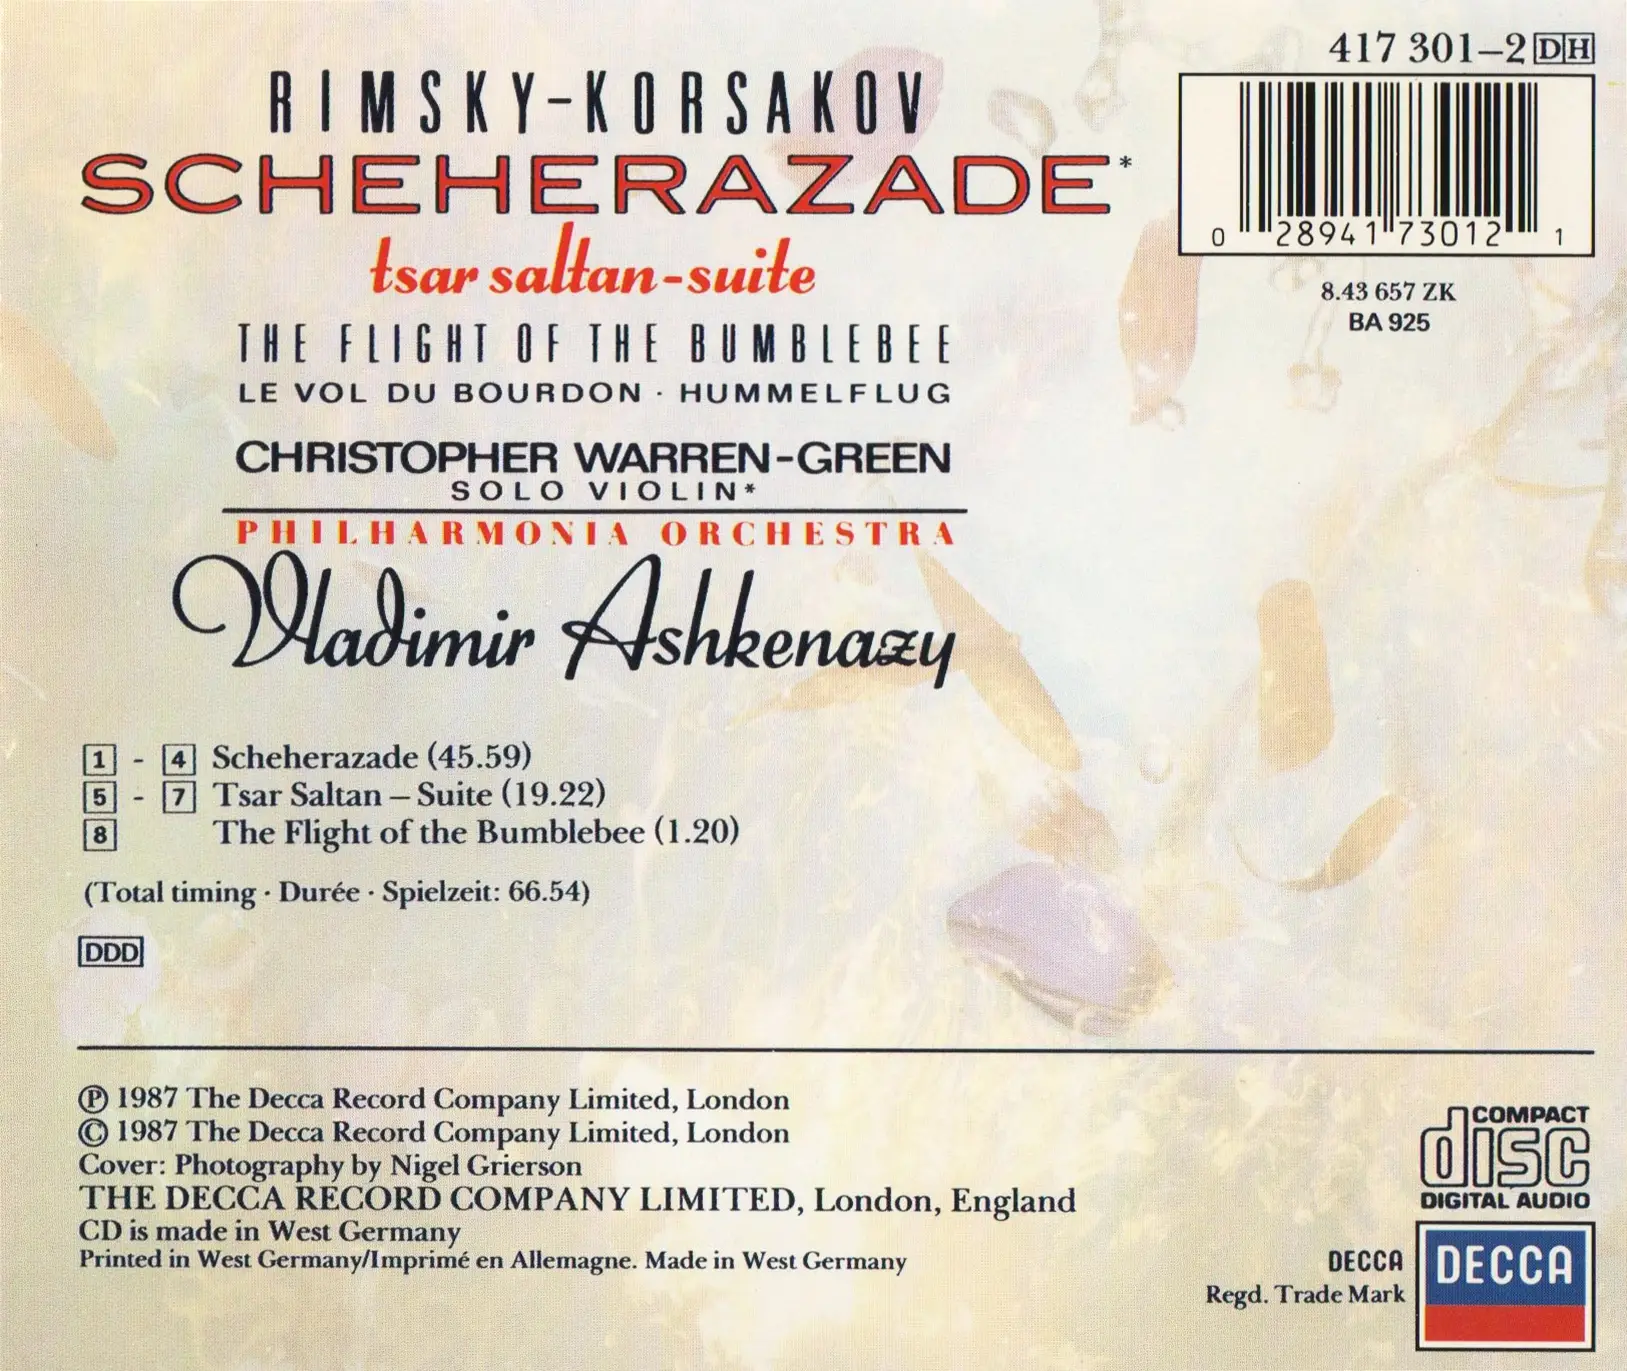 417 301–2 DH
RIMSKY-KORSAKOV
SCHEHERAZADE*
tsar saltan-suite
THE FLIGHT OF THE BUMBLEBEE
LE VOL DU BOURDON · HUMMELFLUG
CHRISTOPHER WARREN-GREEN
SOLO VIOLIN*
PHILHARMONIA ORCHESTRA
Vladimir Ashkenazy
0 28941 73012 1
8.43 657 ZK
BA 925
1 - 4 Scheherazade (45.59)
5 - 7 Tsar Saltan – Suite (19.22)
8 The Flight of the Bumblebee (1.20)
(Total timing · Durée · Spielzeit: 66.54)
DDD
℗ 1987 The Decca Record Company Limited, London
© 1987 The Decca Record Company Limited, London
Cover: Photography by Nigel Grierson
THE DECCA RECORD COMPANY LIMITED, London, England
CD is made in West Germany
Printed in West Germany/Imprimé en Allemagne. Made in West Germany
COMPACT
disc
DIGITAL AUDIO
DECCA
Regd. Trade Mark
DECCA